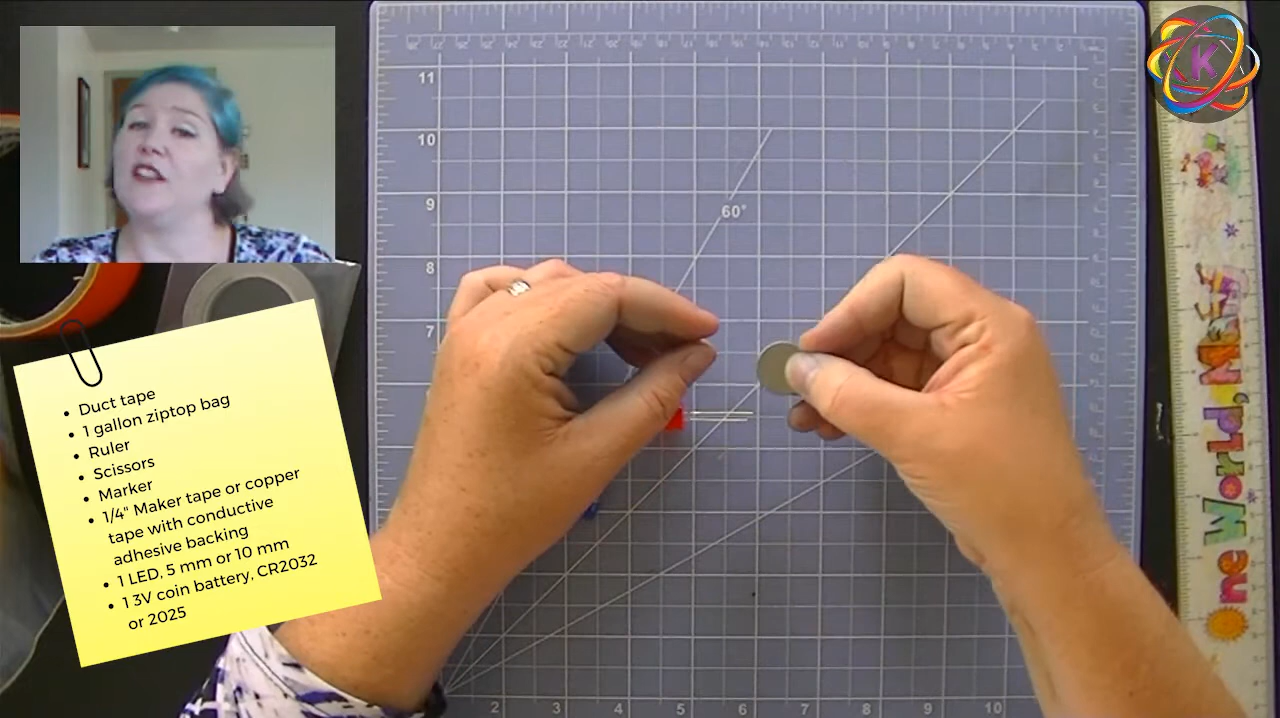 K
11
10
9
60°
8
7
One World, Many
Duct tape
1 gallon ziptop bag
Ruler
Scissors
Marker
1/4" Maker tape or copper
tape with conductive
adhesive backing
1 LED, 5 mm or 10 mm
1 3V coin battery, CR2032
or 2025
2 3 4 5 6 7 8 9 10